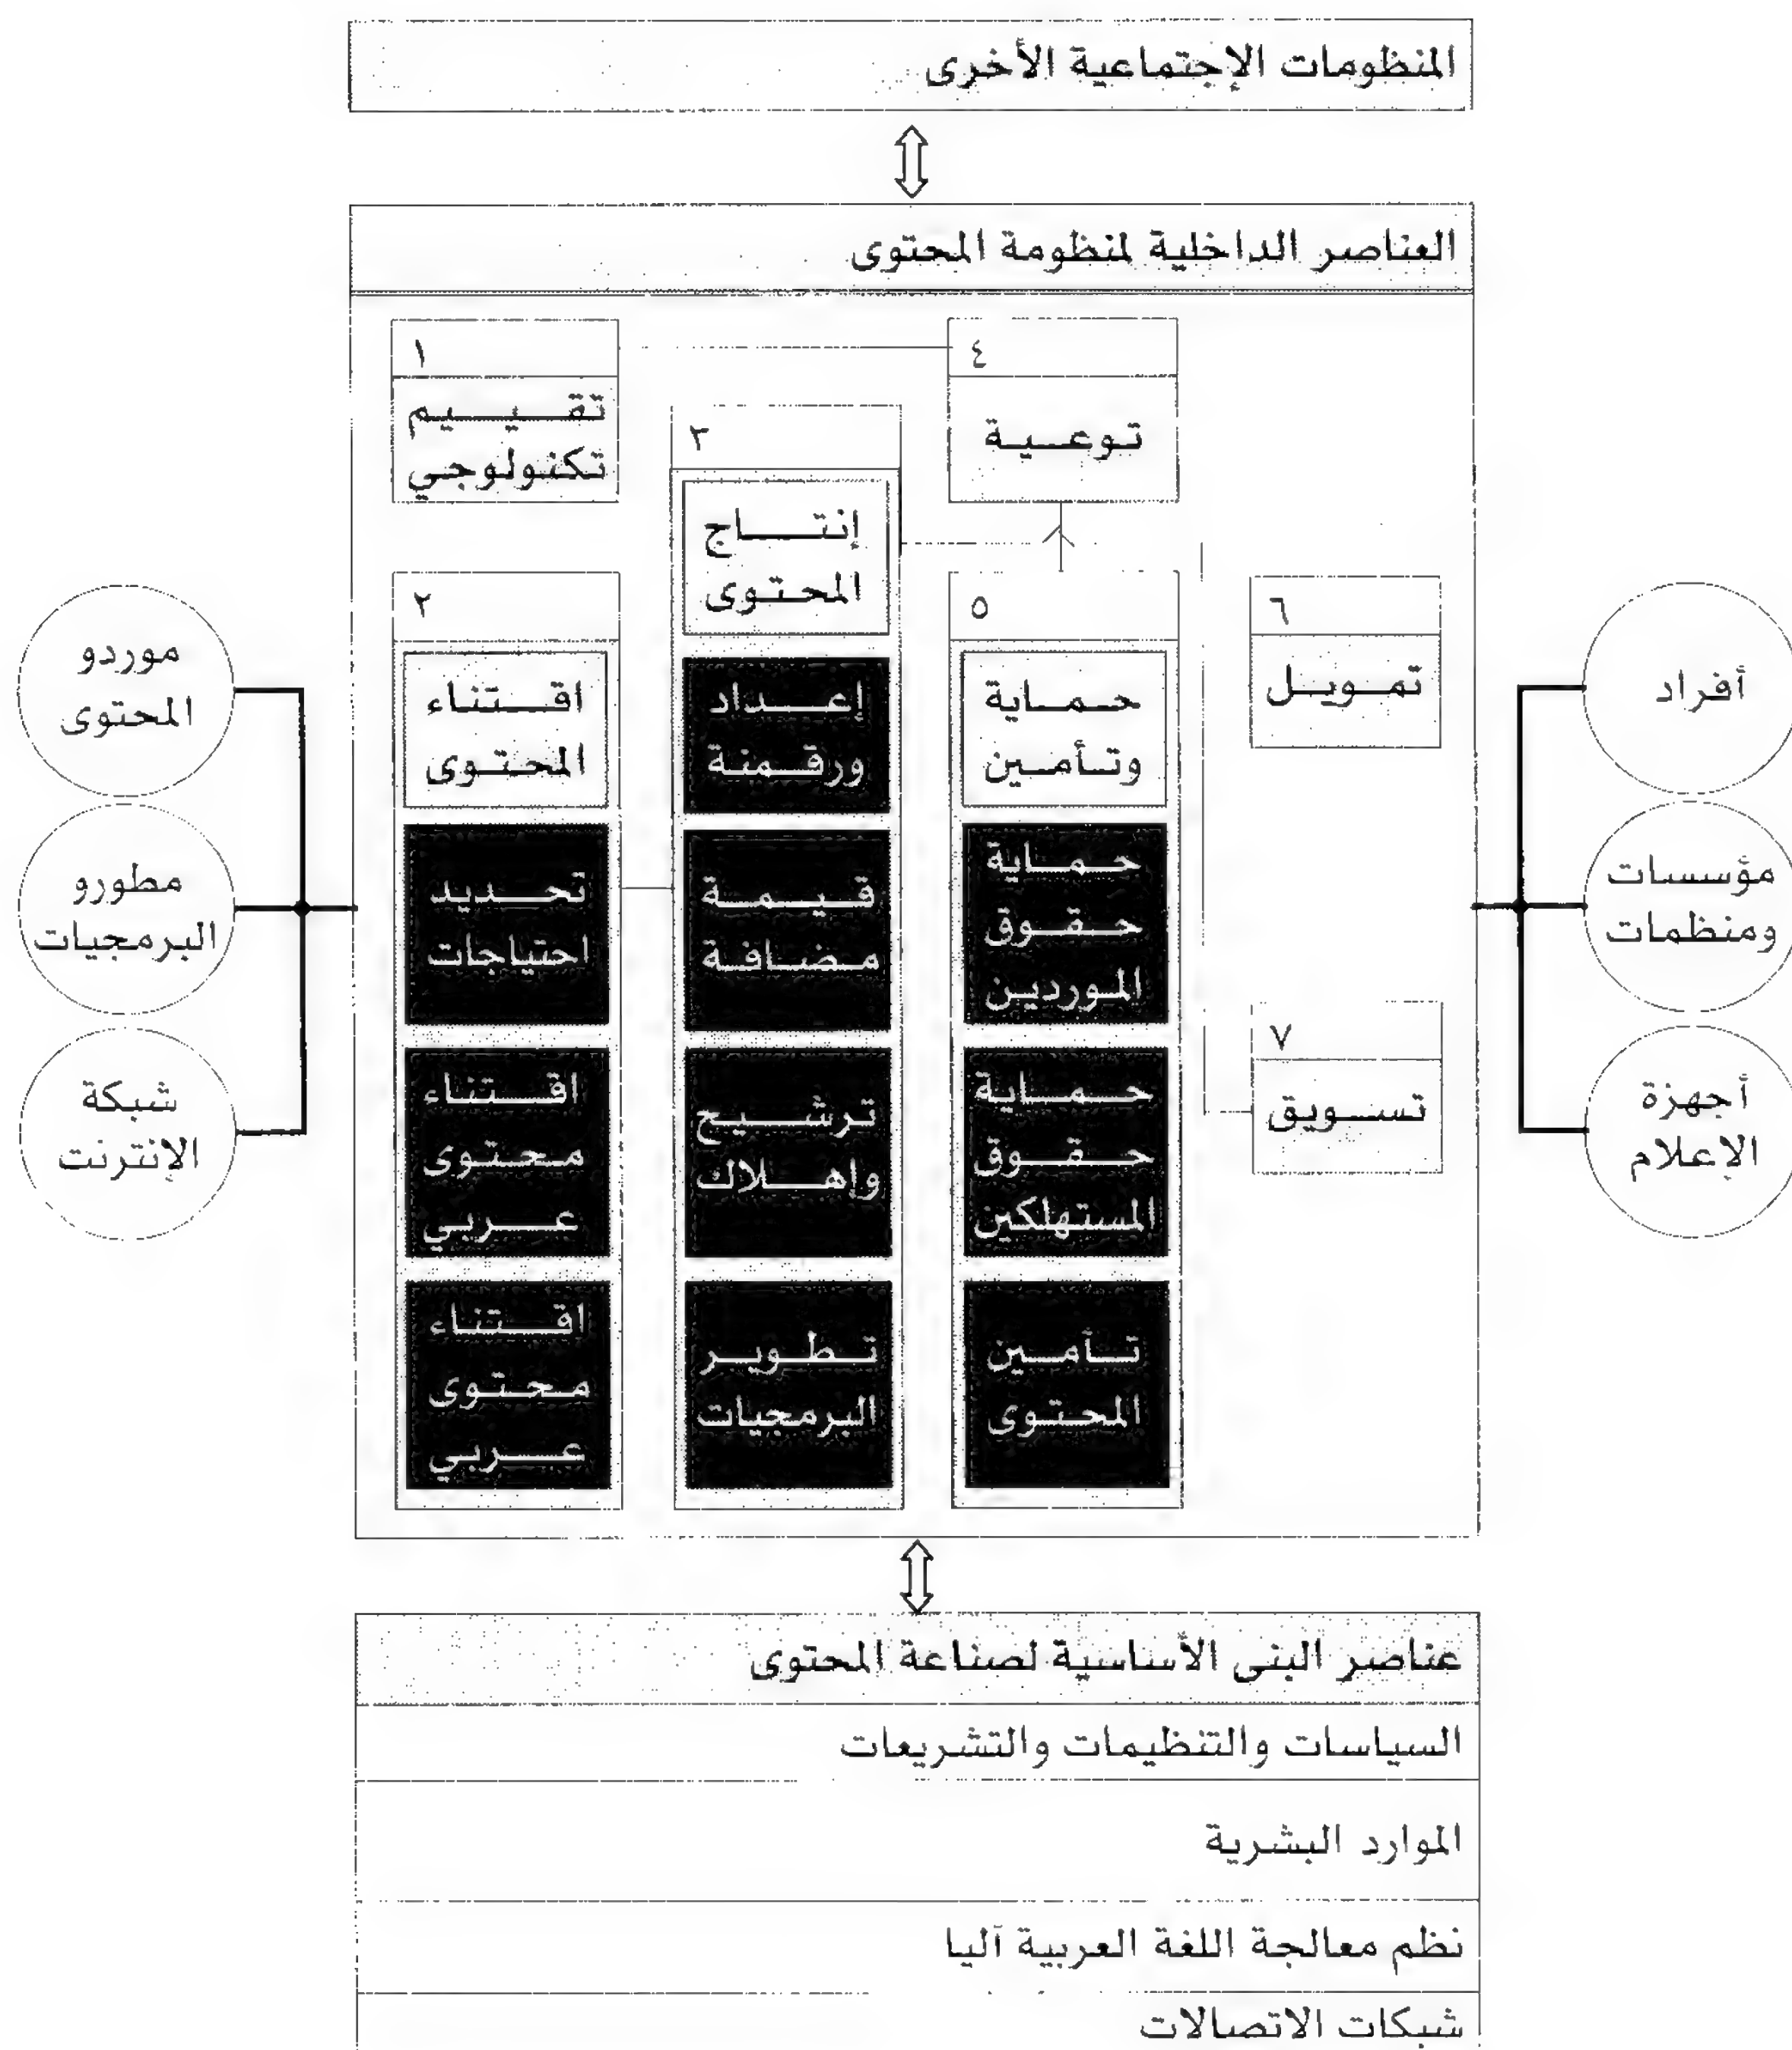 المنظومات الإجتماعية الأخرى
العناصر الداخلية لمنظومة المحتوى
١
تقييم
تكنولوجي
٤
توعية
٣
إنتاج
المحتوى
إعداد
ورقمنة
قيمة
مضافة
ترشيح
وإهلاك
تطوير
البرمجيات
٢
اقتناء
المحتوى
تحديد
احتياجات
اقتناء
محتوى
عربي
اقتناء
محتوى
عربي
٥
حماية
وتأمين
حماية
حقوق
الموردين
حماية
حقوق
المستهلكين
تأمين
المحتوى
٦
تمويل
٧
تسويق
موردو
المحتوى
مطورو
البرمجيات
شبكة
الإنترنت
أفراد
مؤسسات
ومنظمات
أجهزة
الإعلام
عناصر البنى الأساسية لصناعة المحتوى
السياسات والتنظيمات والتشريعات
الموارد البشرية
نظم معالجة اللغة العربية آليا
شبكات الاتصالات